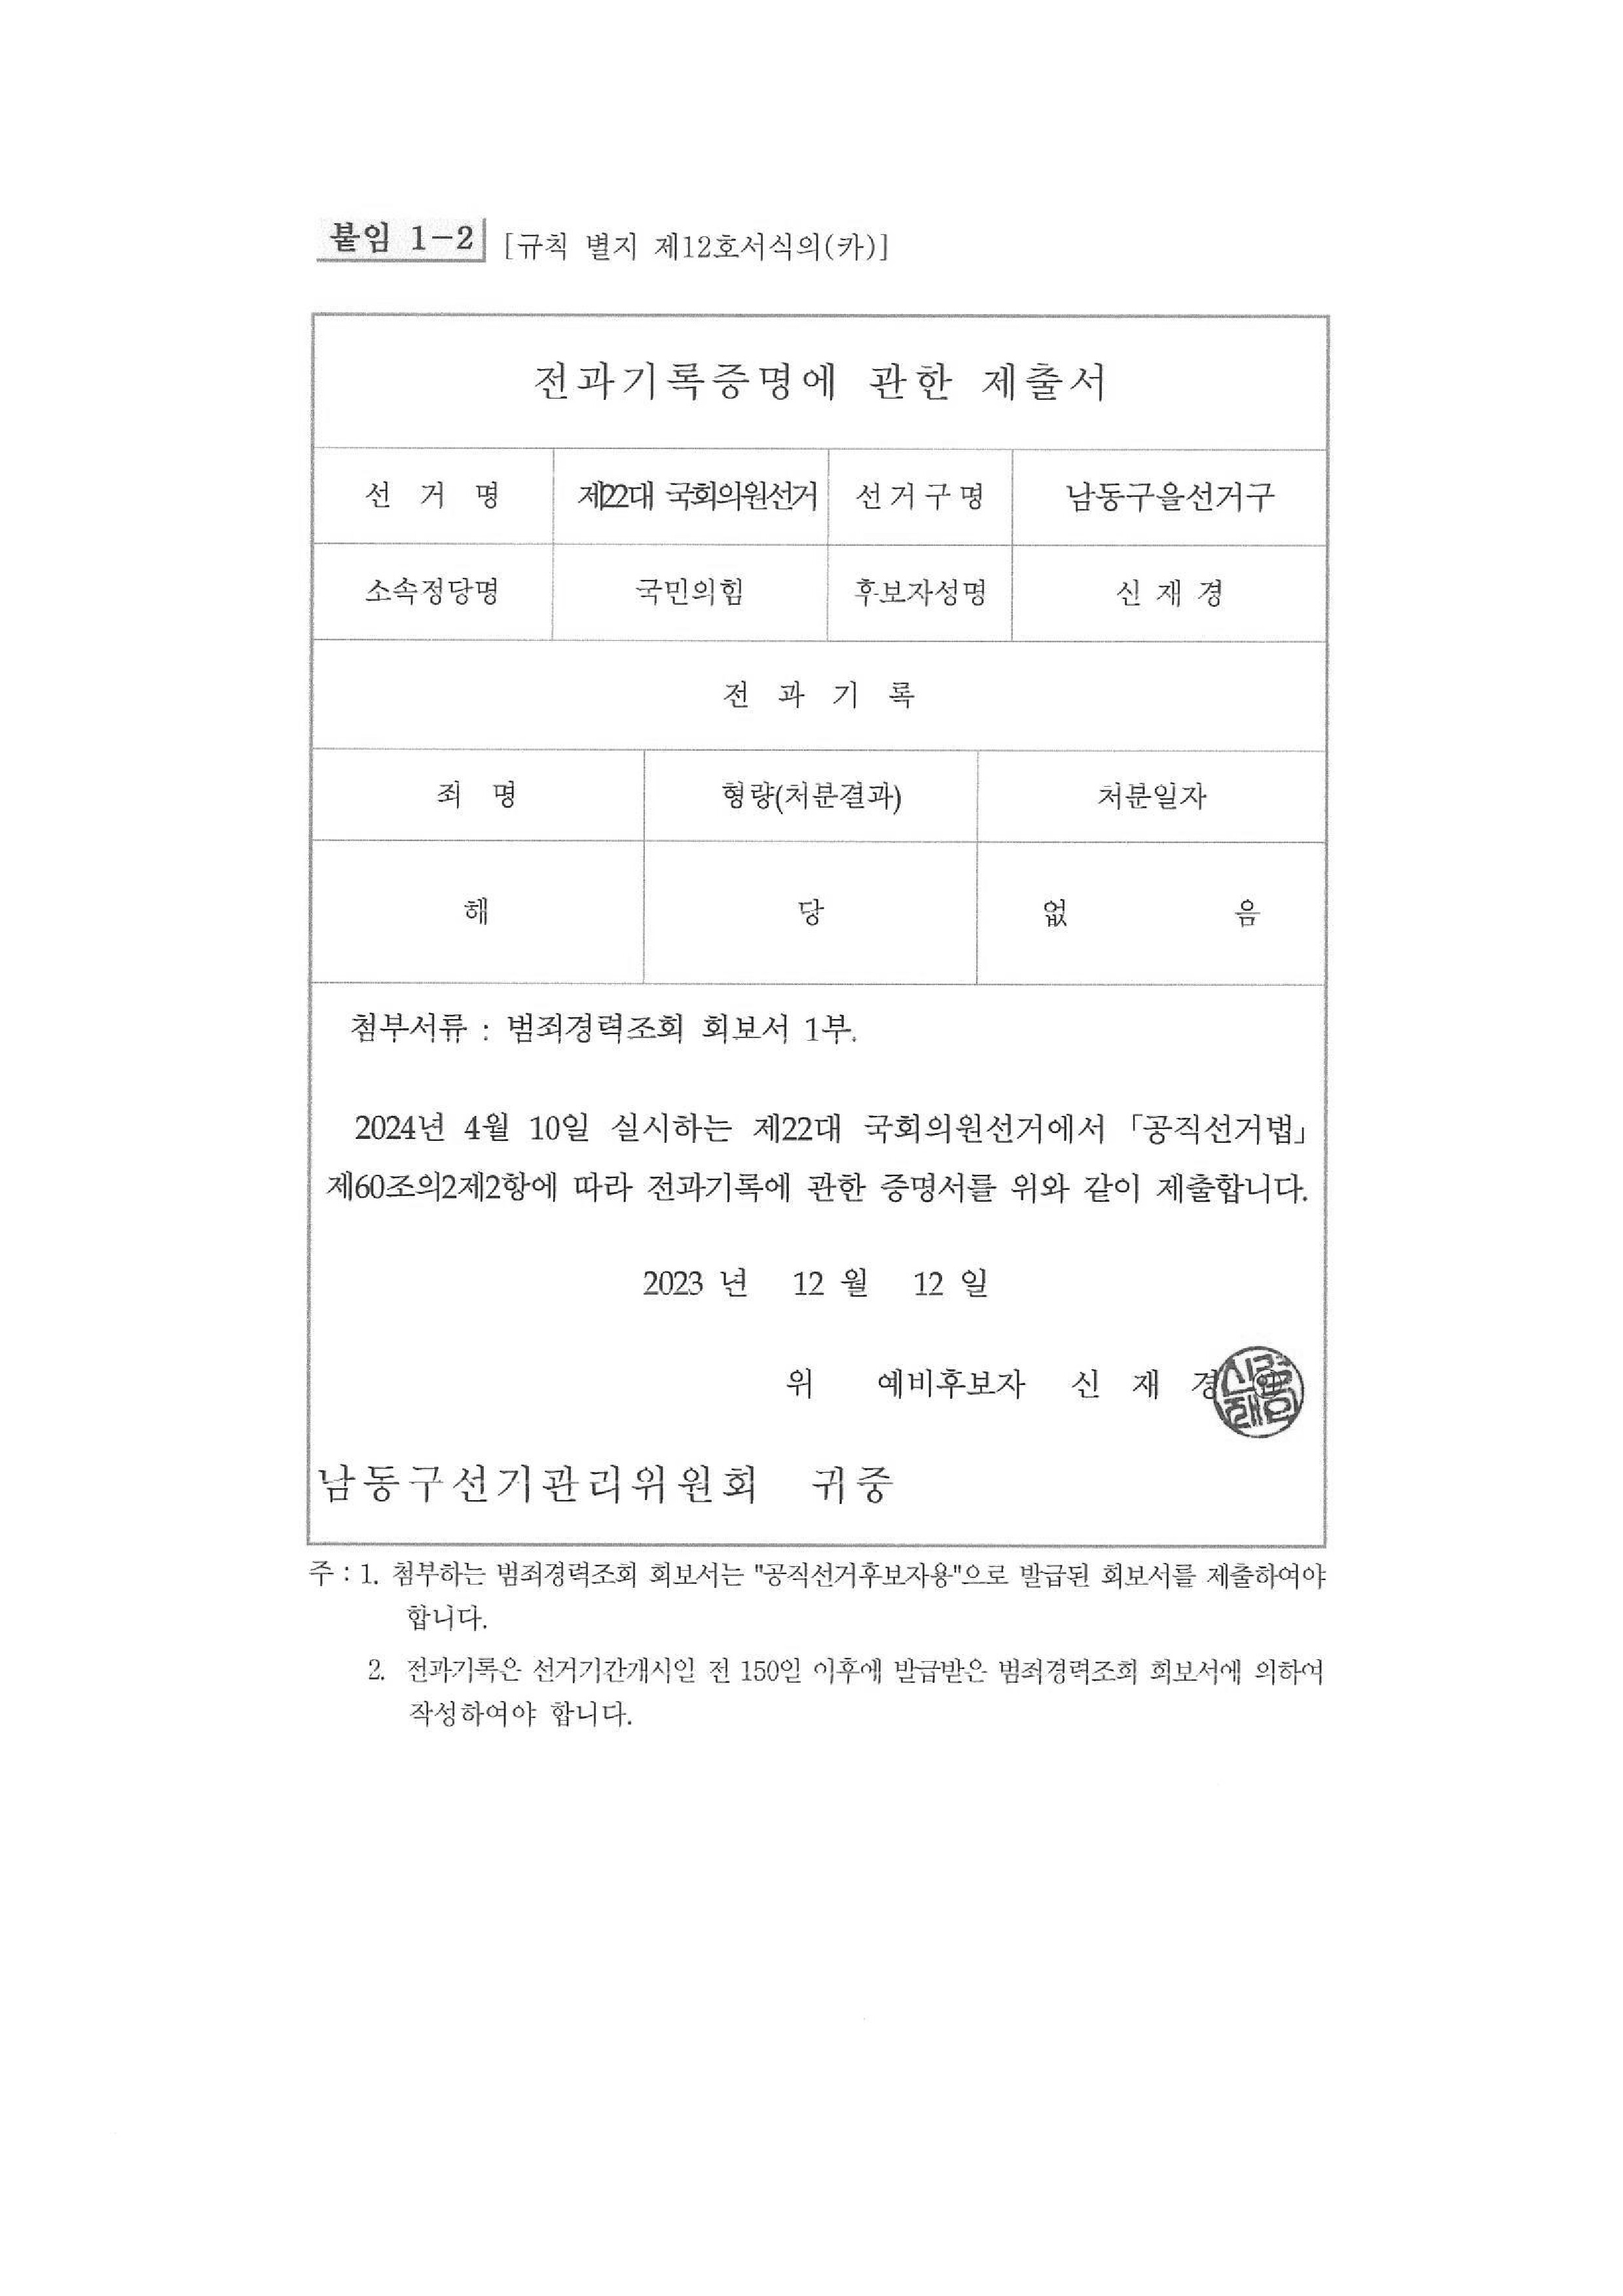 붙임 1-2 [규칙 별지 제12호서식의(카)]
전과기록증명에 관한 제출서
선 거 명 제22대 국회의원선거 선거구명 남동구을선거구
소속정당명 국민의힘 후보자성명 신 재 경
전 과 기 록
죄 명 형량(처분결과) 처분일자
해 당 없 음
첨부서류 : 범죄경력조회 회보서 1부.
2024년 4월 10일 실시하는 제22대 국회의원선거에서 「공직선거법」
제60조의2제2항에 따라 전과기록에 관한 증명서를 위와 같이 제출합니다.
2023 년 12 월 12 일
위 예비후보자 신 재 경
남동구선기관리위원회 귀중
주 : 1. 첨부하는 범죄경력조회 회보서는 "공직선거후보자용"으로 발급된 회보서를 제출하여야
합니다.
2. 전과기록은 선거기간개시일 전 150일 이후에 발급받은 범죄경력조회 회보서에 의하여
작성하여야 합니다.